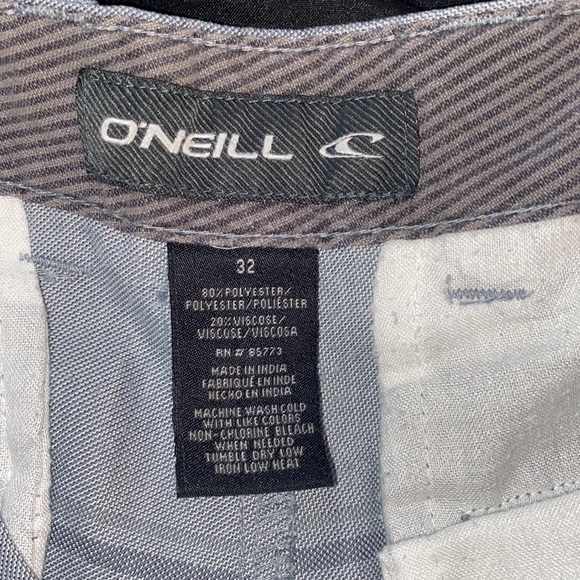 O'NEILL
32
80% POLYESTER/
POLYESTER/POLIÉSTER
20% VISCOSE/
VISCOSE/VISCOSA
RN # 85773
MADE IN INDIA
FABRIQUÉ EN INDE
HECHO EN INDIA
MACHINE WASH COLD
WITH LIKE COLORS
NON-CHLORINE BLEACH
WHEN NEEDED
TUMBLE DRY LOW
IRON LOW HEAT